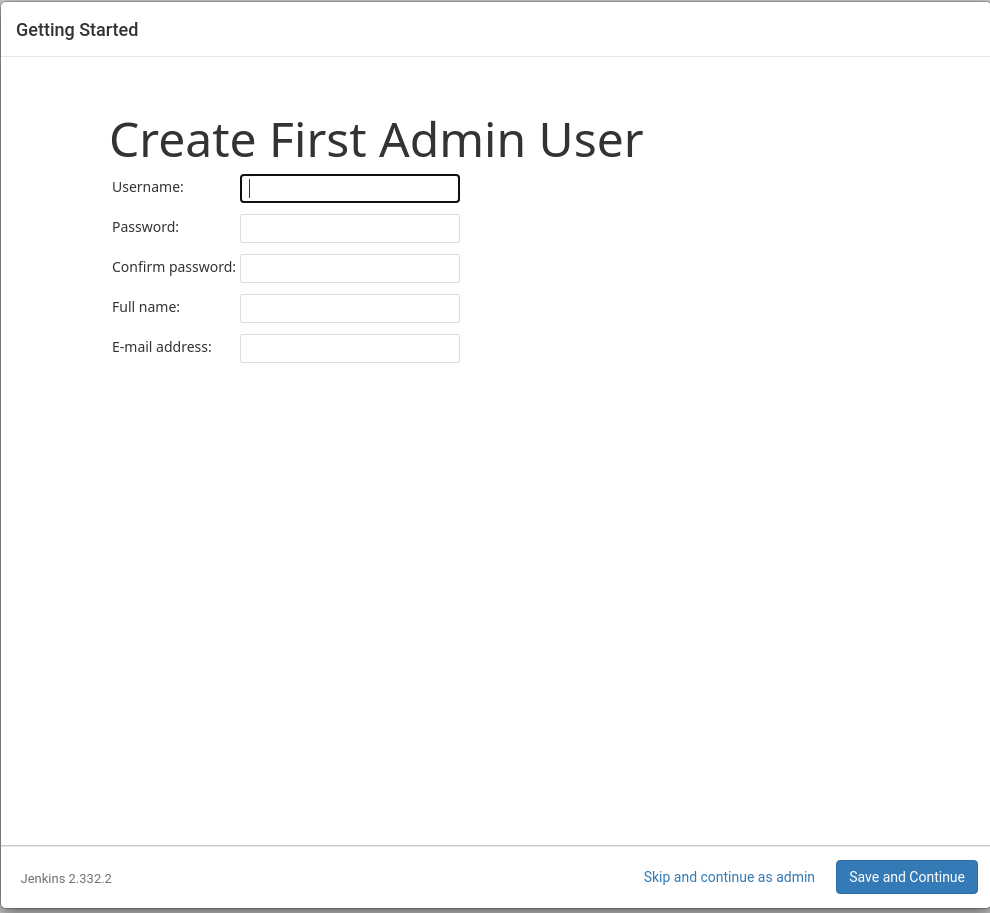 Getting Started
Create First Admin User
Username:
Password:
Confirm password:
Full name:
E-mail address:
Jenkins 2.332.2 Skip and continue as admin Save and Continue